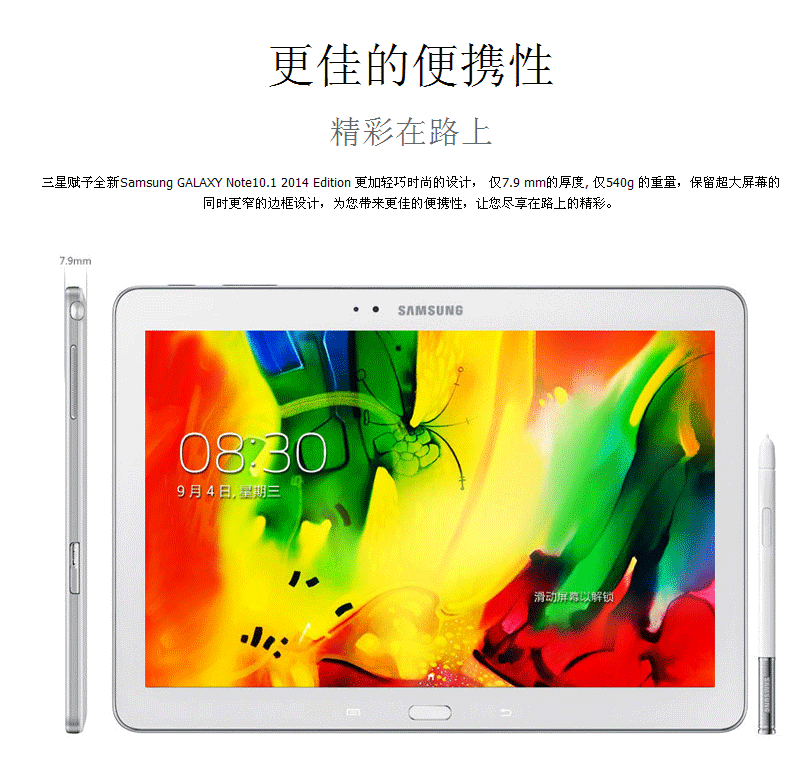 更佳的便携性
精彩在路上
三星赋予全新Samsung GALAXY Note10.1 2014 Edition 更加轻巧时尚的设计， 仅7.9 mm的厚度, 仅540g 的重量，保留超大屏幕的
同时更窄的边框设计，为您带来更佳的便携性，让您尽享在路上的精彩。
7.9mm
SAMSUNG
08:30
9 月 4 日, 星期三
滑动屏幕以解锁
SAMSUNG